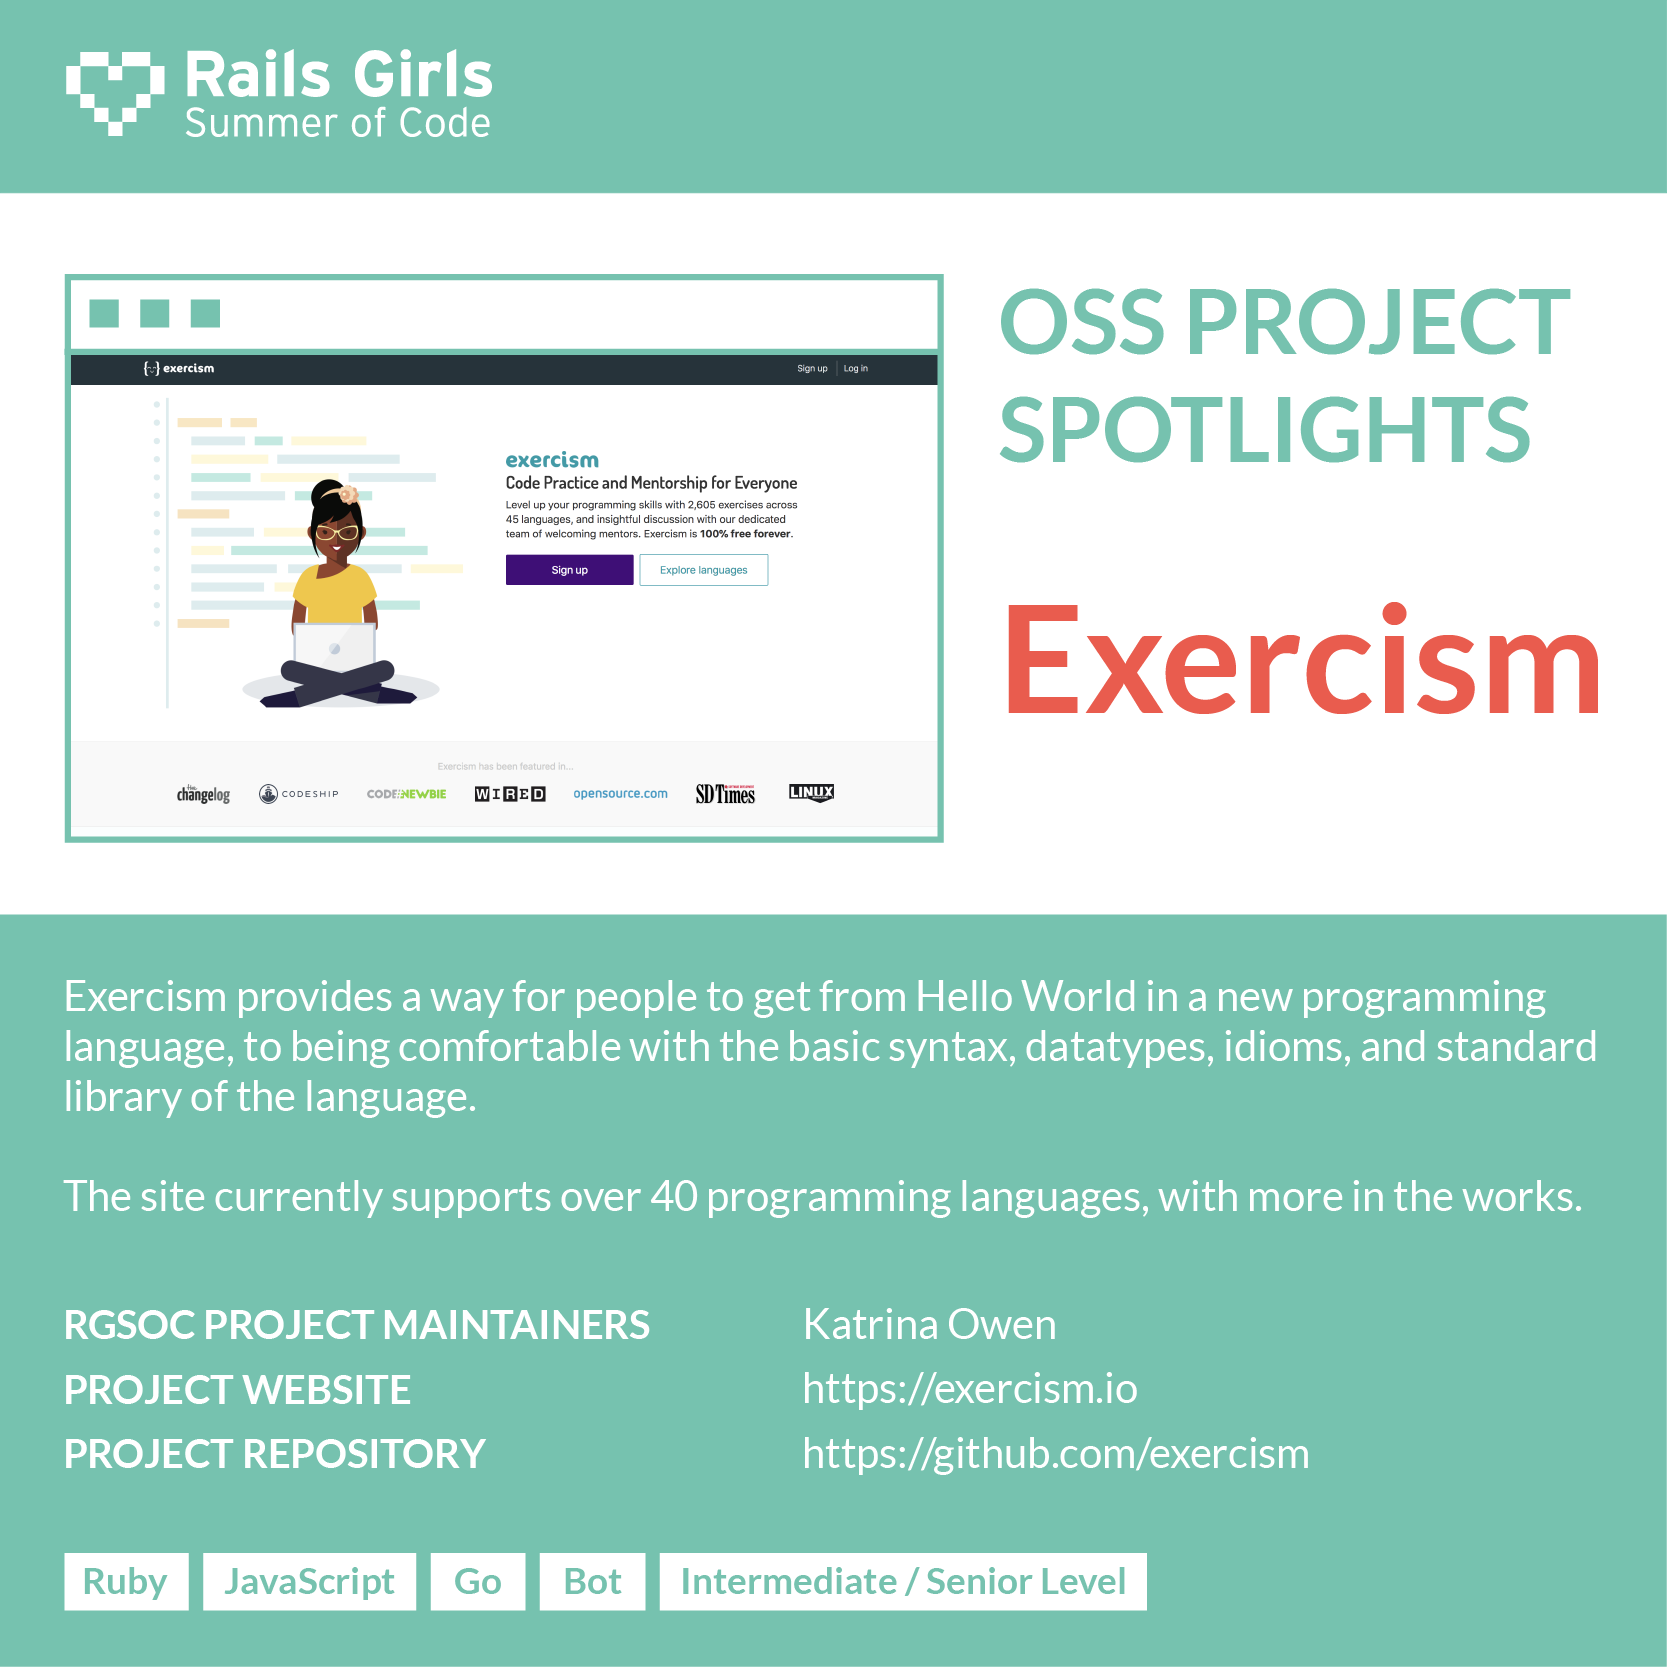 Rails Girls
Summer of Code
OSS PROJECT
SPOTLIGHTS
Exercism
exercism
Sign up
Log in
exercism
Code Practice and Mentorship for Everyone
Level up your programming skills with 2,605 exercises across
45 languages, and insightful discussion with our dedicated
team of welcoming mentors. Exercism is 100% free forever.
Sign up
Explore languages
Exercism has been featured in...
the changelog
CODESHIP
CODENEWBIE
WIRED
opensource.com
SD Times
LINUX
Exercism provides a way for people to get from Hello World in a new programming
language, to being comfortable with the basic syntax, datatypes, idioms, and standard
library of the language.
The site currently supports over 40 programming languages, with more in the works.
RGSOC PROJECT MAINTAINERS Katrina Owen
PROJECT WEBSITE https://exercism.io
PROJECT REPOSITORY https://github.com/exercism
Ruby JavaScript Go Bot Intermediate / Senior Level